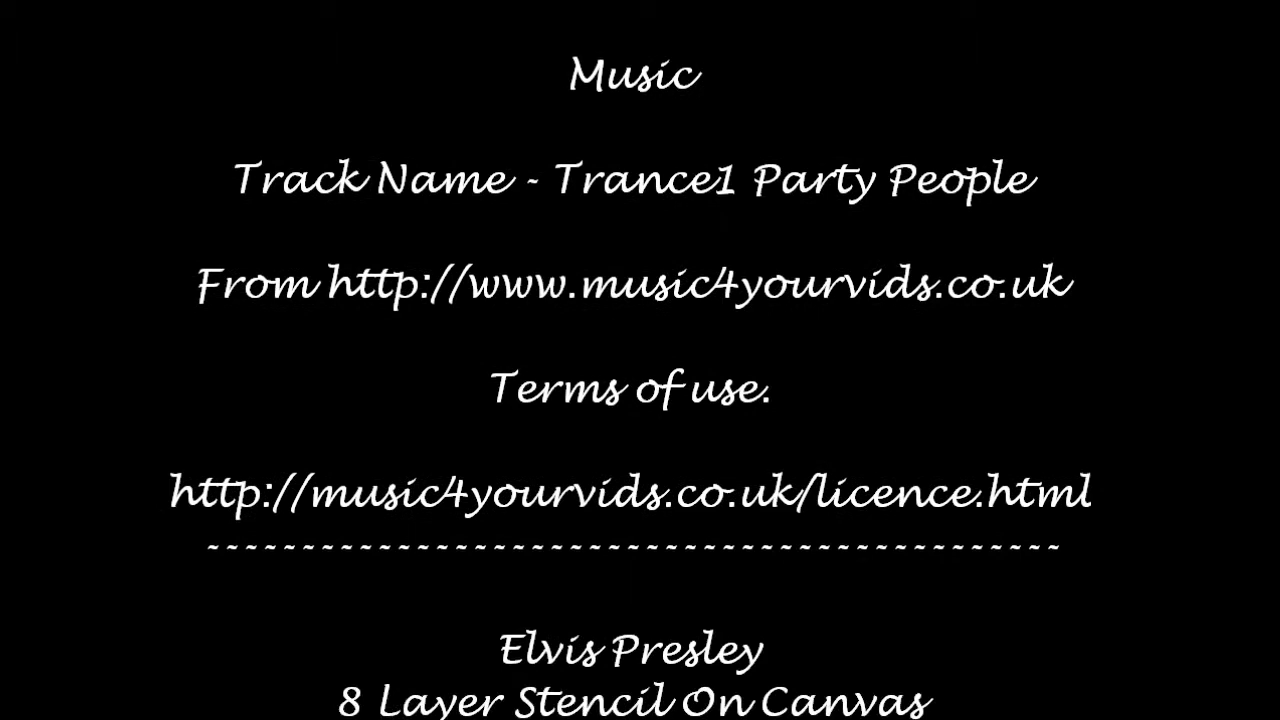 Music
Track Name - Trance1 Party People
From http://www.music4yourvids.co.uk
Terms of use.
http://music4yourvids.co.uk/licence.html
---------------------------------------------
Elvis Presley
8 Layer Stencil On Canvas